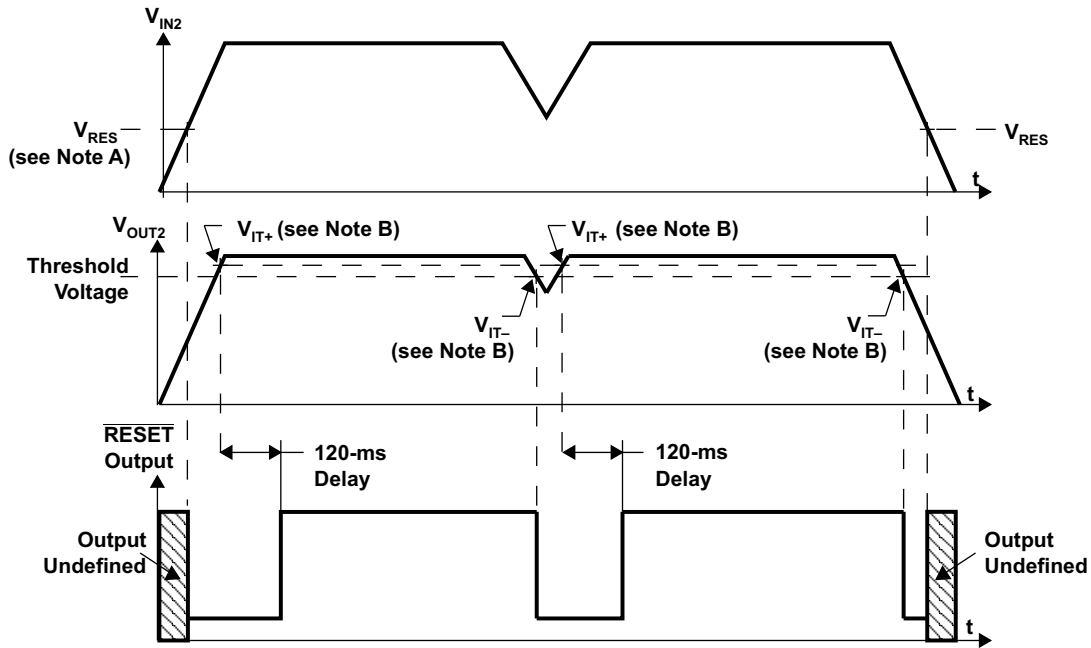 V_IN2
V_RES
(see Note A)
V_RES
t
V_OUT2
V_IT+ (see Note B)
V_IT+ (see Note B)
Threshold
Voltage
V_IT–
(see Note B)
V_IT–
(see Note B)
t
RESET
Output
120-ms
Delay
120-ms
Delay
Output
Undefined
Output
Undefined
t